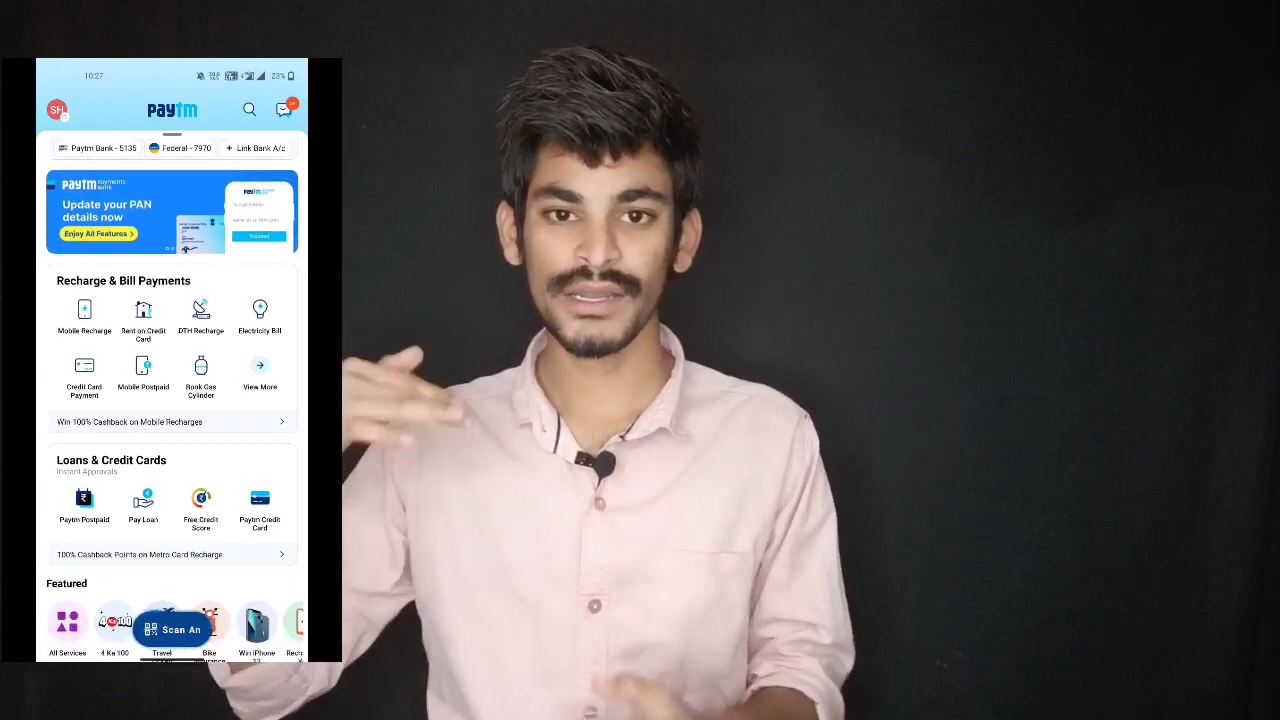 10:27
23%
SH
paytm
Paytm Bank - 5135
Federal - 7970
+ Link Bank A/c
paytm Payments Bank
Update your PAN
details now
Enjoy All Features >
paytm
Proceed
Recharge & Bill Payments
Mobile Recharge
Rent on Credit
Card
DTH Recharge
Electricity Bill
Credit Card
Payment
Mobile Postpaid
Book Gas
Cylinder
View More
Win 100% Cashback on Mobile Recharges
Loans & Credit Cards
Instant Approvals
Paytm Postpaid
Pay Loan
Free Credit
Score
Paytm Credit
Card
100% Cashback Points on Metro Card Recharge
Featured
Scan An
All Services
4 Ka 100
Travel
Bike
Win iPhone
13